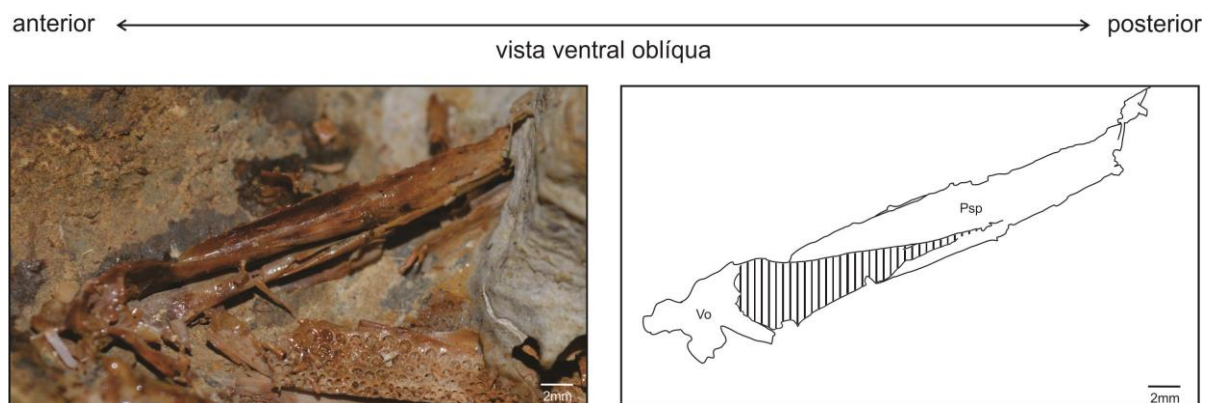 anterior posterior
vista ventral oblíqua
Psp
Vo
2mm
2mm